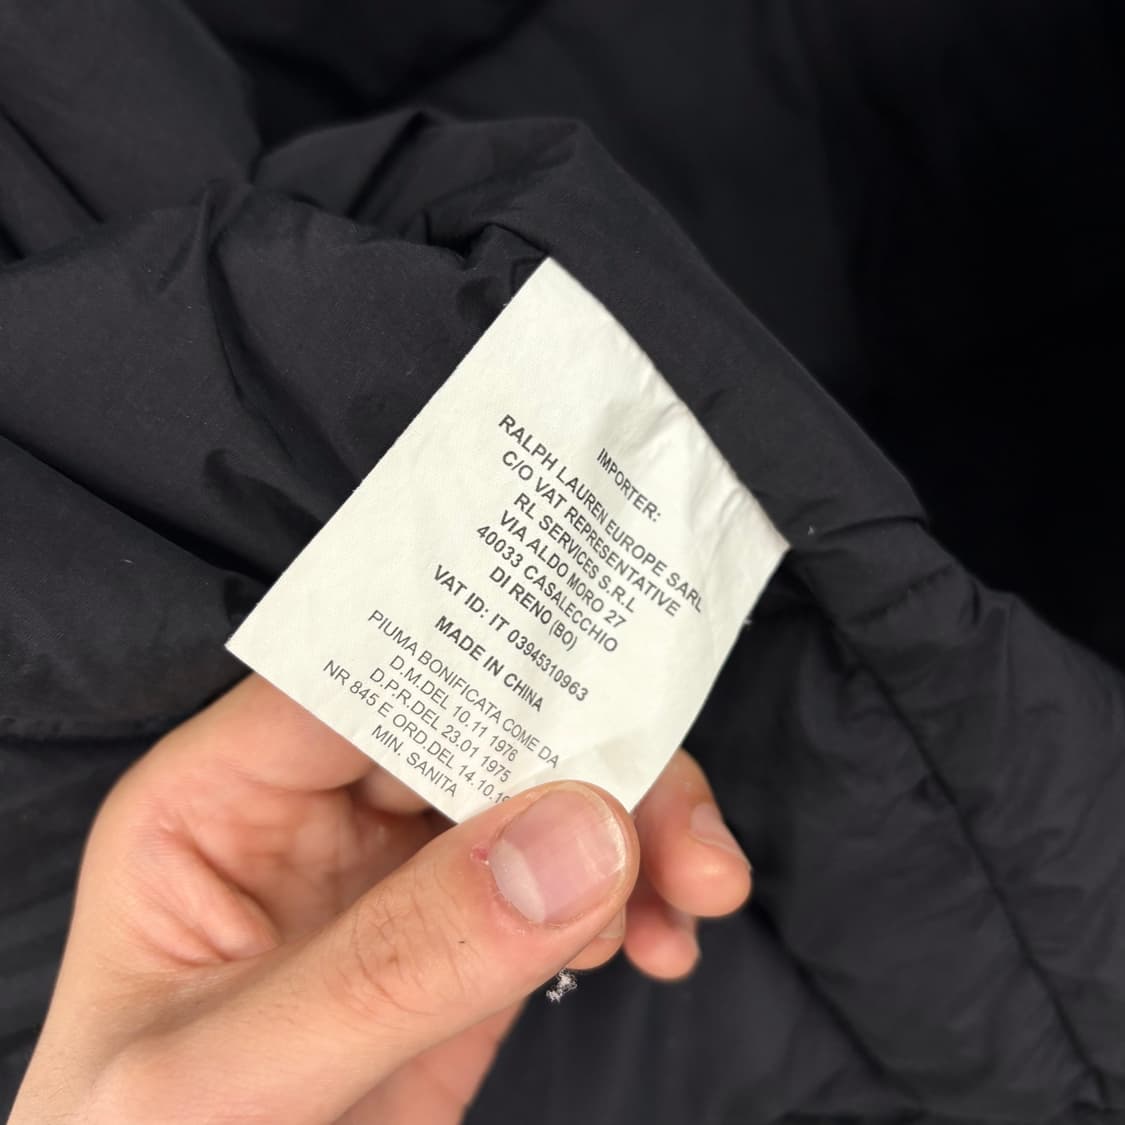 IMPORTER:
RALPH LAUREN EUROPE SARL
C/O VAT REPRESENTATIVE
RL SERVICES S.R.L
VIA ALDO MORO 27
40033 CASALECCHIO
DI RENO (BO)
VAT ID: IT 03945310963
MADE IN CHINA
PIUMA BONIFICATA COME DA
D.M.DEL 10.11 1976
D.P.R.DEL 23.01 1975
NR 845 E ORD.DEL 14.10.19
MIN. SANITA